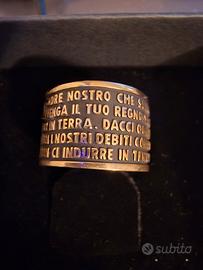 NOSTRO CHE
VENGA IL TUO REGNO
IN TERRA. DACCI
I NOSTRI DEBITI
CI INDURRE IN
subito